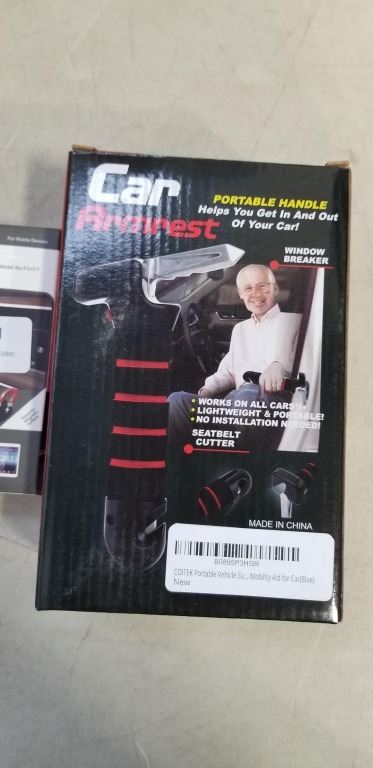 Car
Armrest
PORTABLE HANDLE
Helps You Get In And Out
Of Your Car!
WINDOW
BREAKER
• WORKS ON ALL CARS
• LIGHTWEIGHT & PORTABLE!
• NO INSTALLATION NEEDED!
SEATBELT
CUTTER
MADE IN CHINA
B0895P3HGR
COITEK Portable Vehicle Su... Mobility Aid for Car(Blue)
New
For Mobile Devices